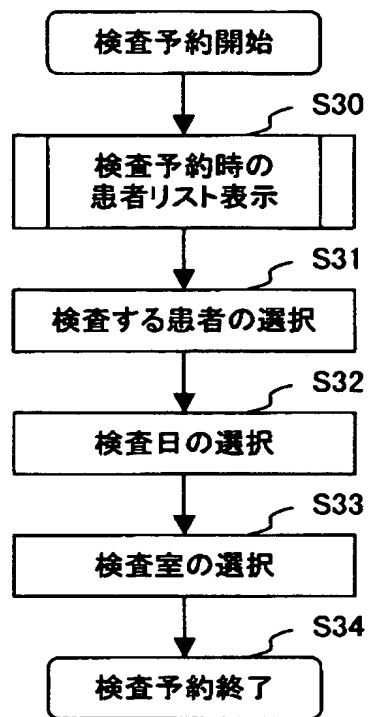 検査予約開始
S30
検査予約時の
患者リスト表示
S31
検査する患者の選択
S32
検査日の選択
S33
検査室の選択
S34
検査予約終了